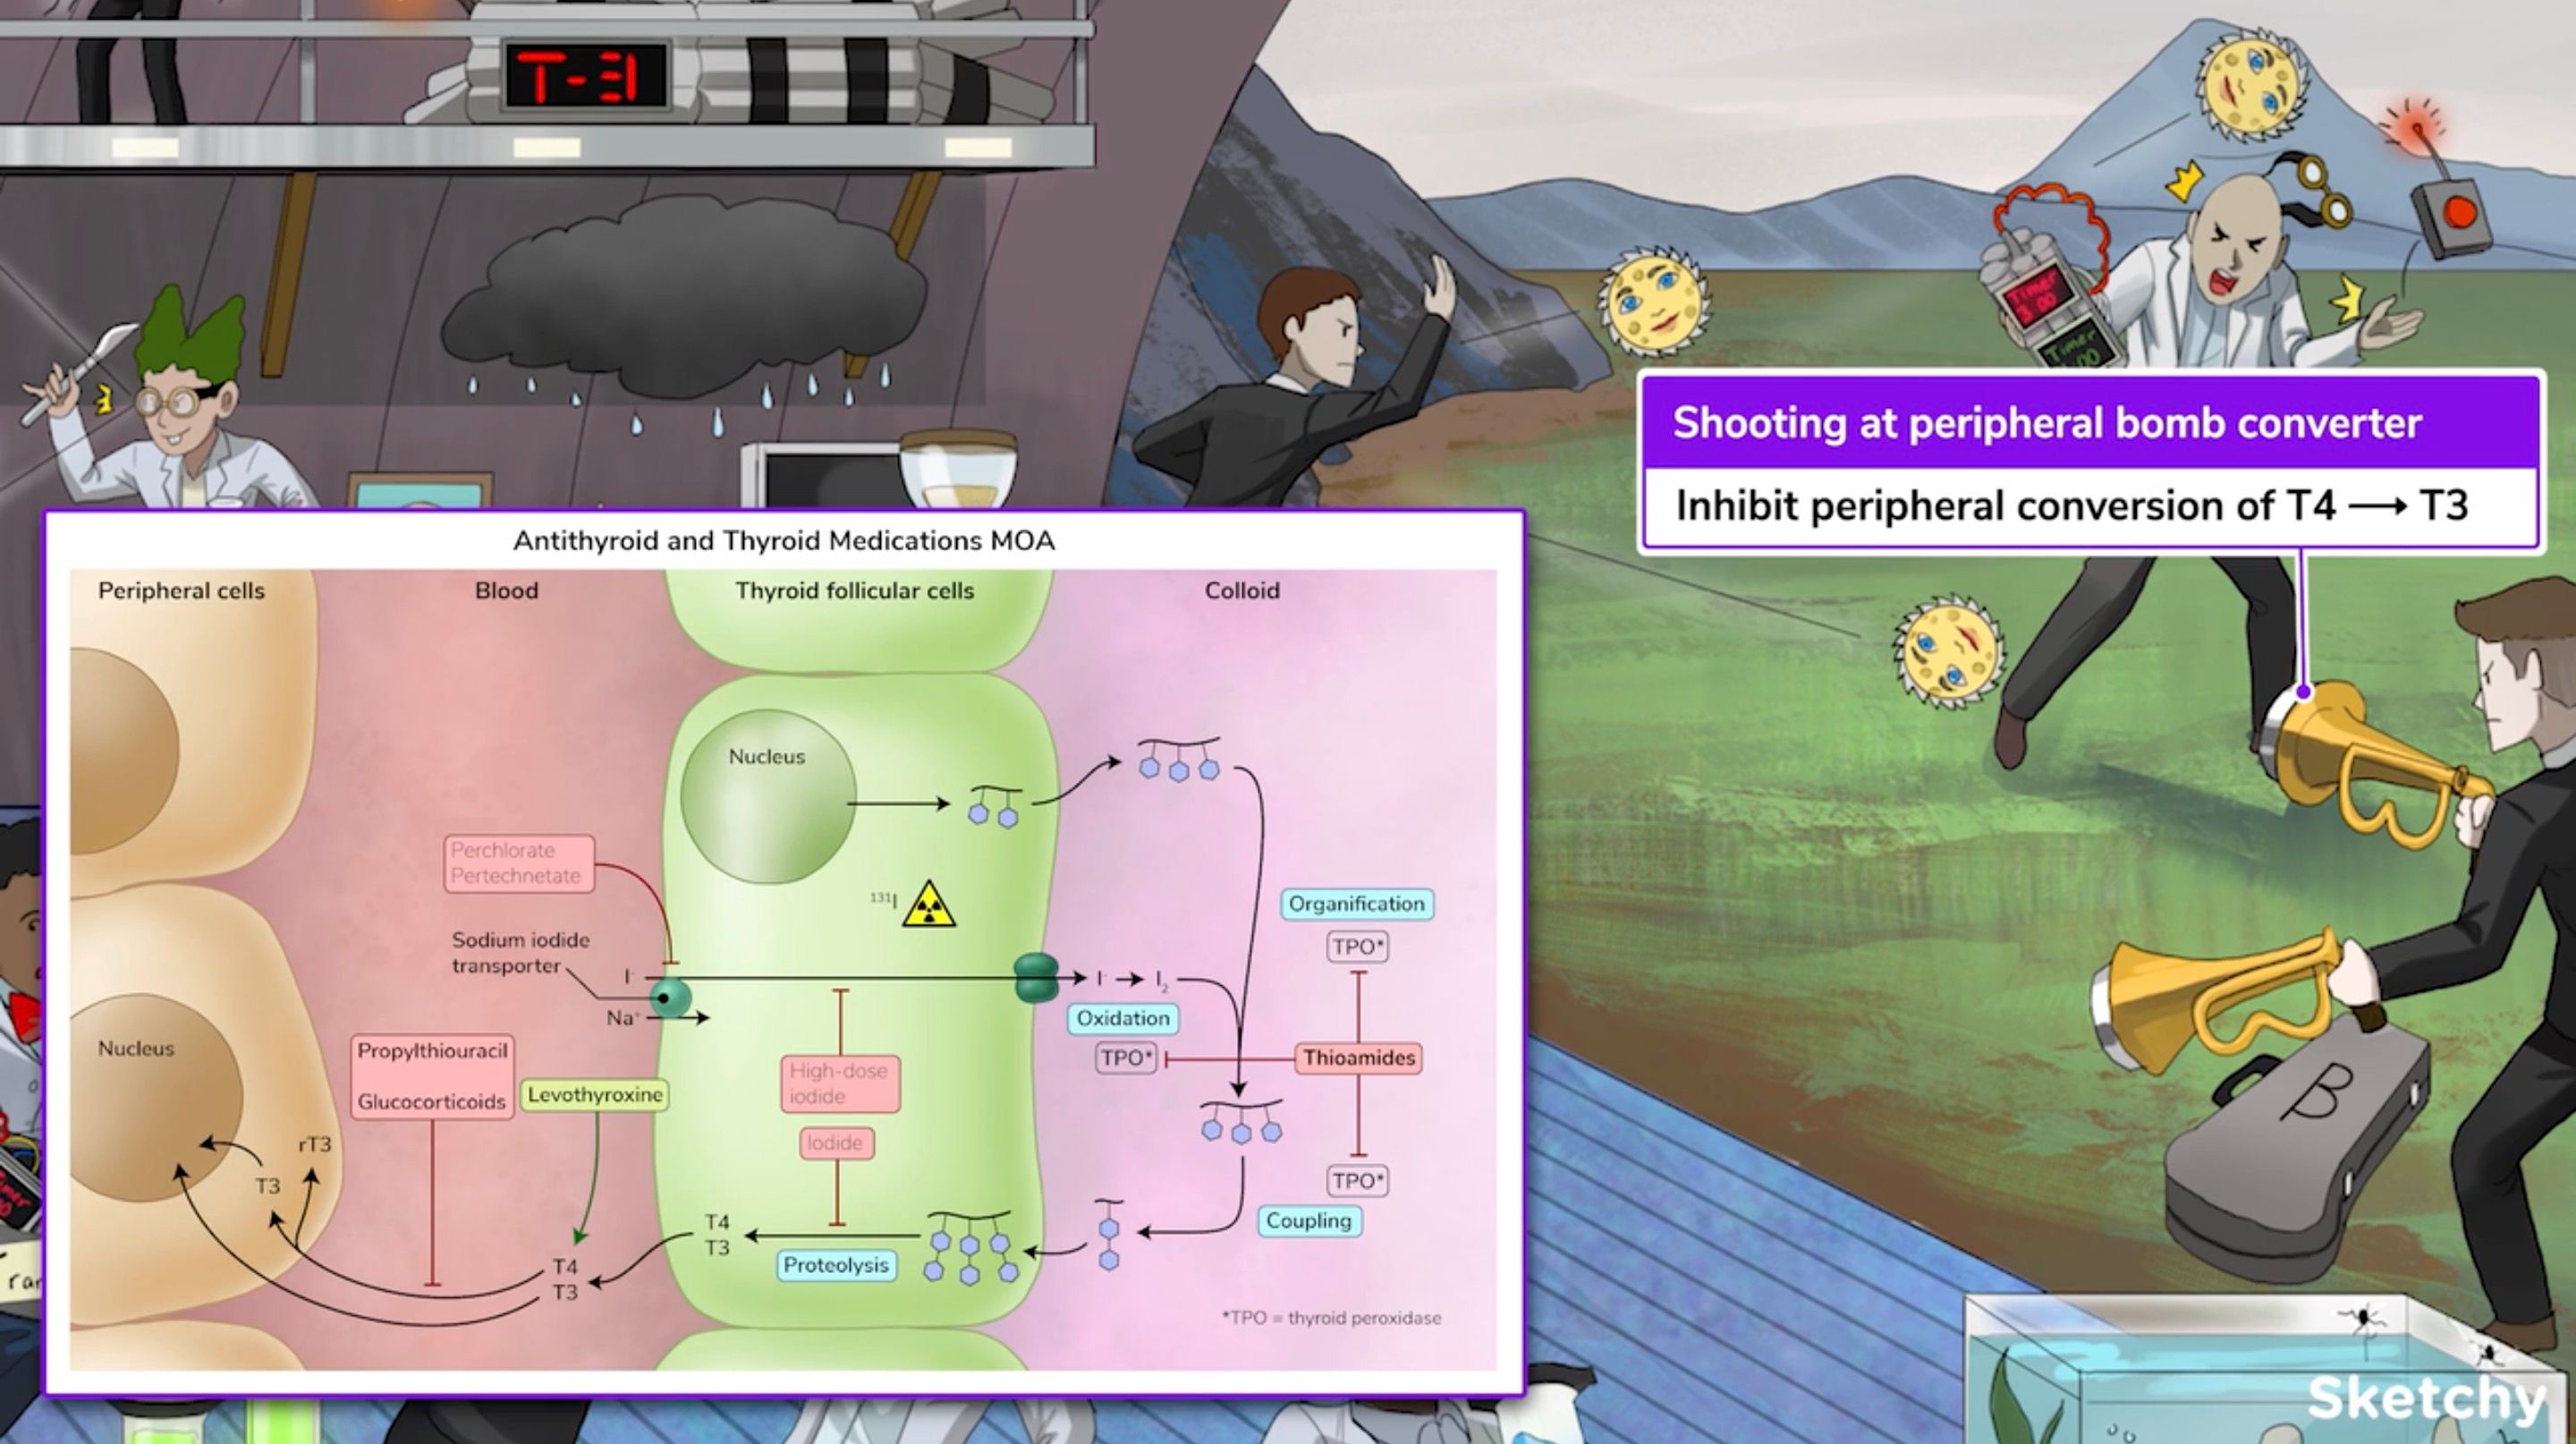 T-3
Timer
3:00
Timer
:00
Shooting at peripheral bomb converter
Inhibit peripheral conversion of T4 → T3
Antithyroid and Thyroid Medications MOA
Peripheral cells
Blood
Thyroid follicular cells
Colloid
Nucleus
Perchlorate
Pertechnetate
¹³¹I
Organification
TPO*
Sodium iodide
transporter
I⁻
I⁻ → I₂
Na⁺
Oxidation
Nucleus
Propylthiouracil
Glucocorticoids
Levothyroxine
High-dose
iodide
TPO*
Thioamides
Iodide
rT3
T3
TPO*
Coupling
T4
T3
Proteolysis
T4
T3
*TPO = thyroid peroxidase
B
Sketchy